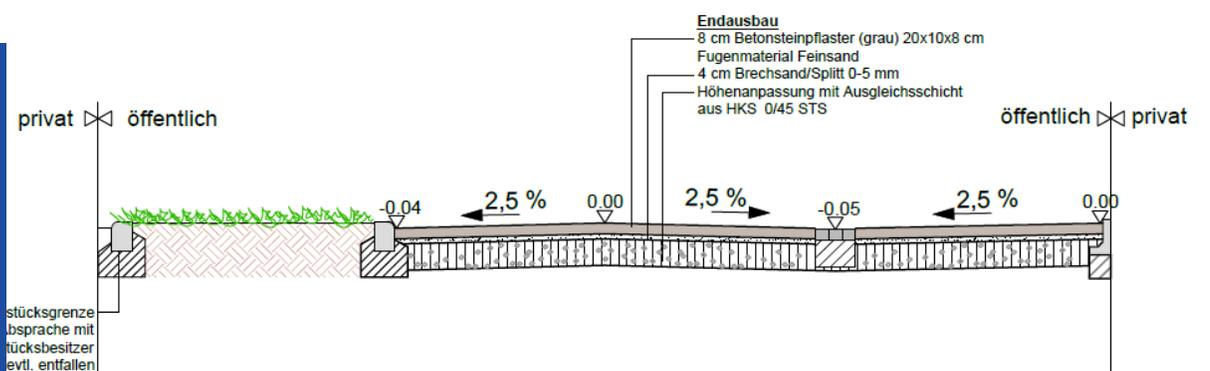 Endausbau
8 cm Betonsteinpflaster (grau) 20x10x8 cm
Fugenmaterial Feinsand
4 cm Brechsand/Splitt 0-5 mm
Höhenanpassung mit Ausgleichsschicht
aus HKS 0/45 STS
privat öffentlich
öffentlich privat
-0.04 2,5 % 0.00 2,5 % -0.05 2,5 % 0.00
stücksgrenze
bsprache mit
tücksbesitzer
evtl. entfallen